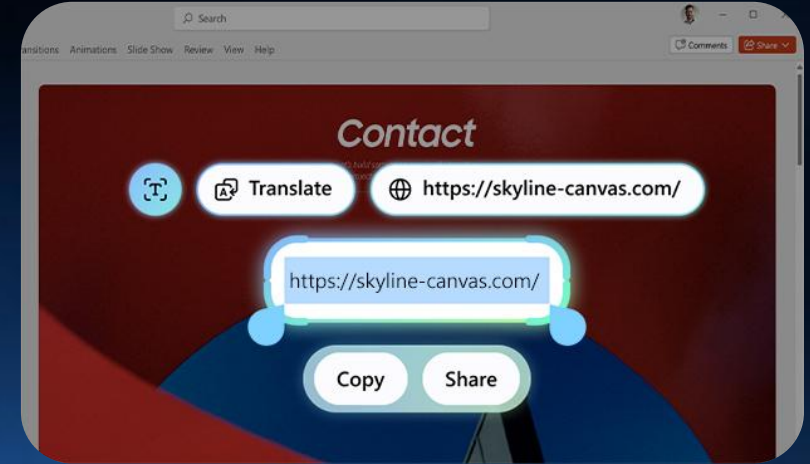 Search
Transitions Animations Slide Show Review View Help
Comments Share
Contact
Translate https://skyline-canvas.com/
https://skyline-canvas.com/
Copy Share